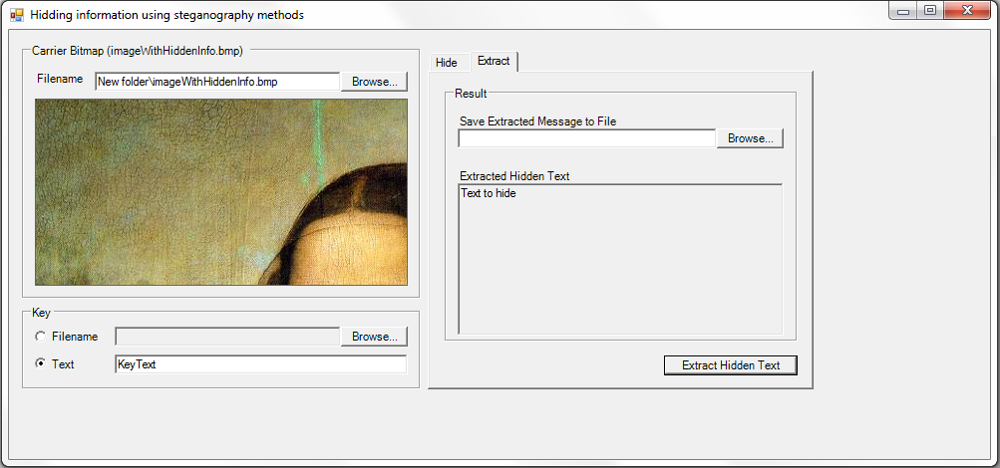 Hidding information using steganography methods
Carrier Bitmap (imageWithHiddenInfo.bmp)
Filename New folder\imageWithHiddenInfo.bmp Browse...
Key
Filename Browse...
Text KeyText
Hide Extract
Result
Save Extracted Message to File
Browse...
Extracted Hidden Text
Text to hide
Extract Hidden Text